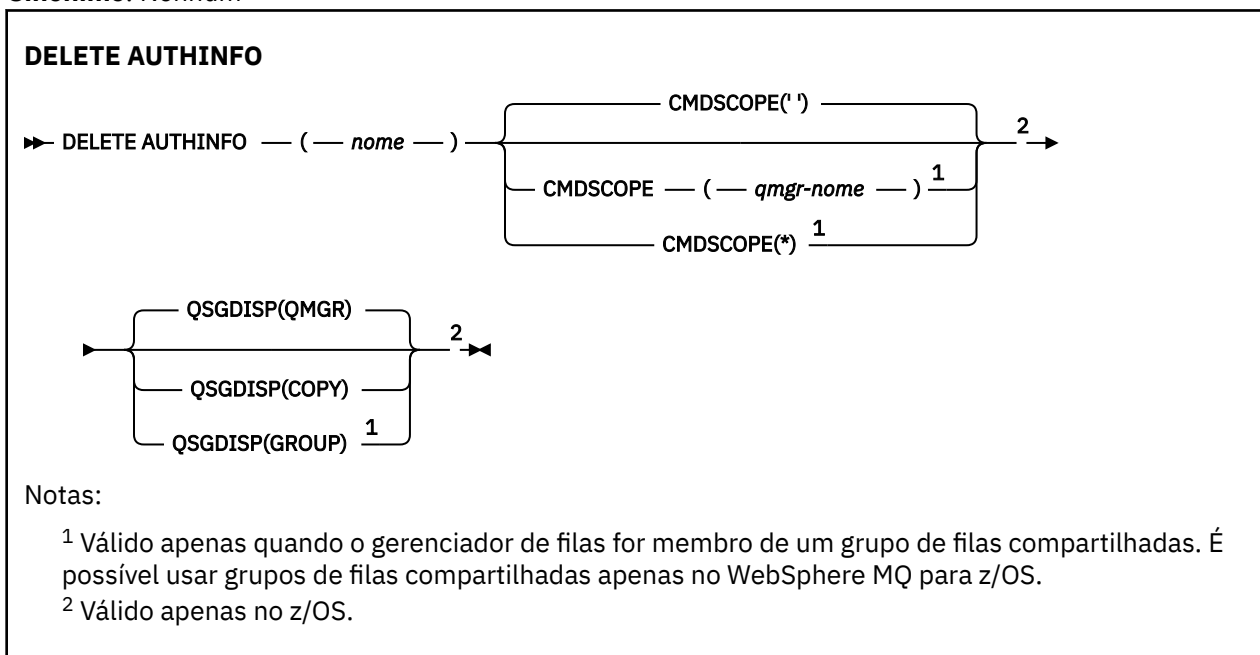 DELETE AUTHINFO
CMDSCOPE(' ')
DELETE AUTHINFO ( nome ) 2
CMDSCOPE ( qmgr-nome ) 1
CMDSCOPE(*) 1
QSGDISP(QMGR)
2
QSGDISP(COPY)
QSGDISP(GROUP) 1
Notas:
1 Válido apenas quando o gerenciador de filas for membro de um grupo de filas compartilhadas. É
possível usar grupos de filas compartilhadas apenas no WebSphere MQ para z/OS.
2 Válido apenas no z/OS.